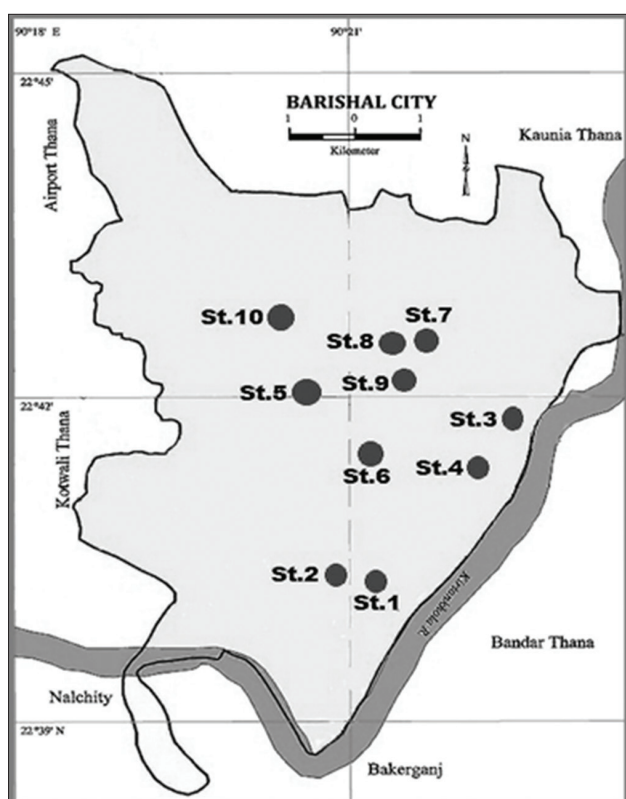 90°18' E
90°21'
22°45'
BARISHAL CITY
1 0 1
Kilometer
N
Kaunia Thana
Airport Thana
St.10
St.7
St.8
St.9
St.5
22°42'
St.3
Kotwali Thana
St.6
St.4
St.2
St.1
Kirtankhola R.
Bandar Thana
Nalchity
22°39' N
Bakerganj